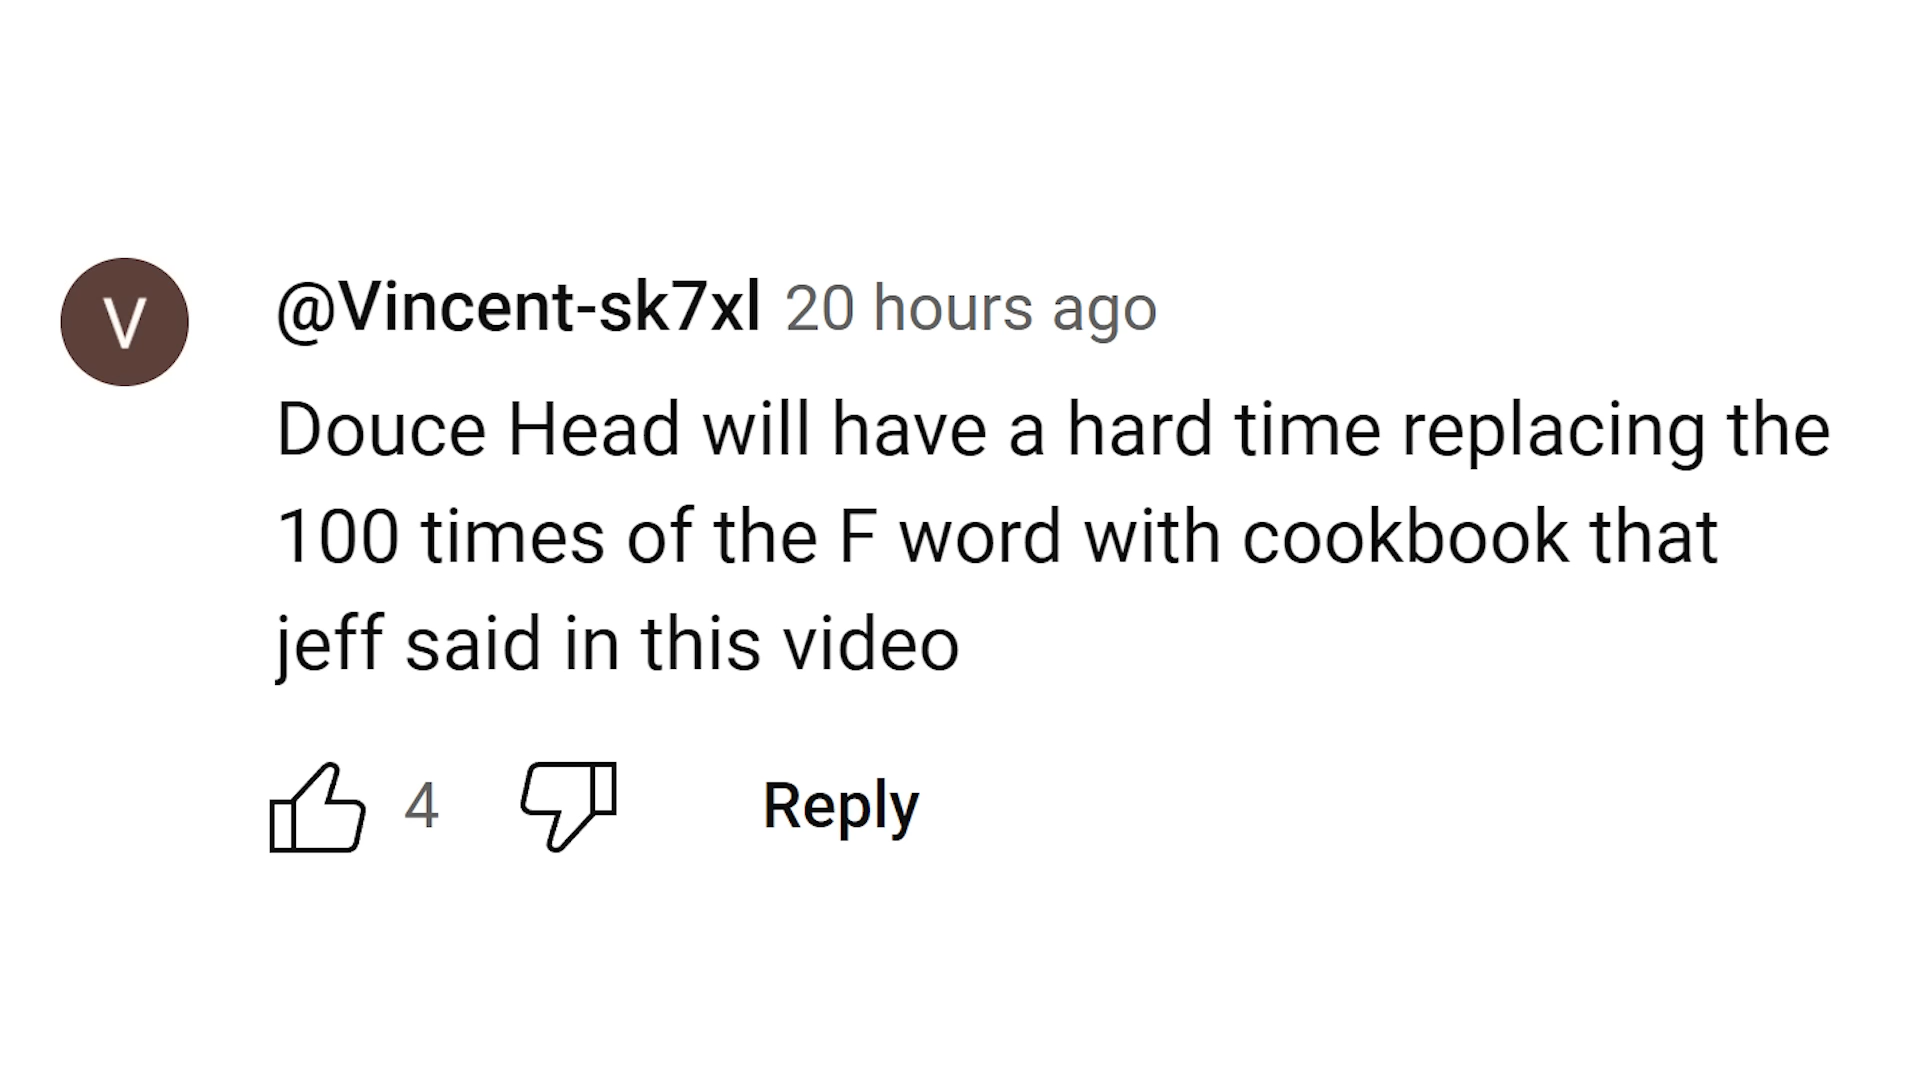 V
@Vincent-sk7xl 20 hours ago
Douce Head will have a hard time replacing the
100 times of the F word with cookbook that
jeff said in this video
4 Reply